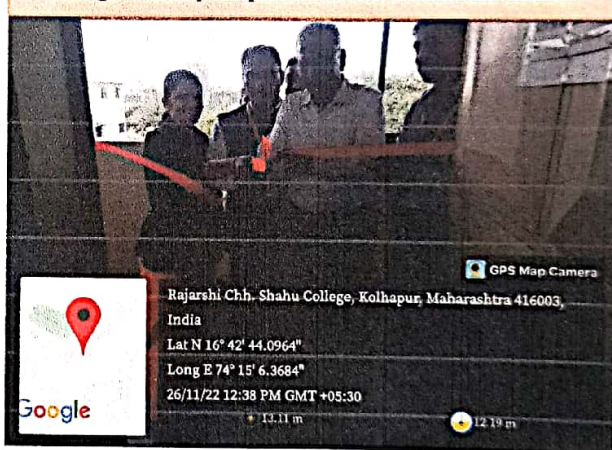 GPS Map Camera
Rajarshi Chh. Shahu College, Kolhapur, Maharashtra 416003,
India
Lat N 16° 42' 44.0964"
Long E 74° 15' 6.3684"
26/11/22 12:38 PM GMT +05:30
Google
13.11 m
12.19 m